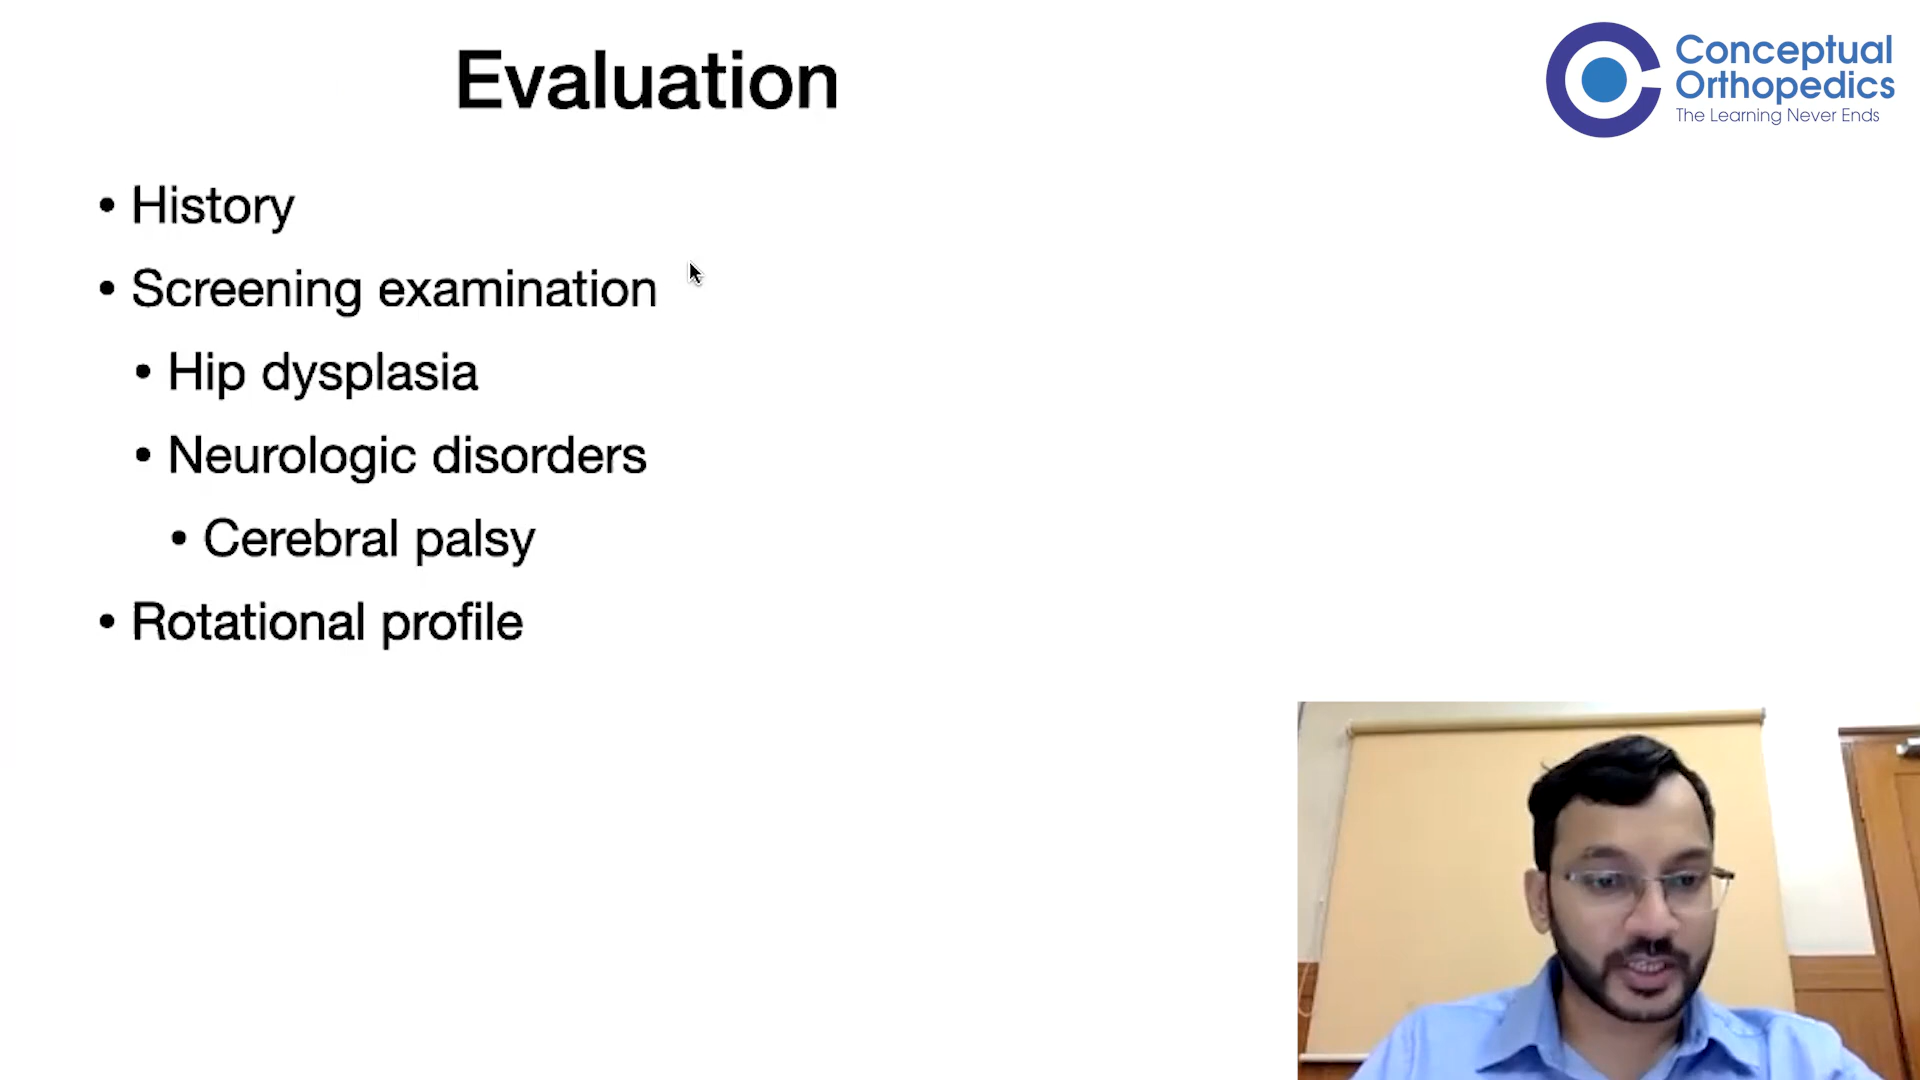 Evaluation
Conceptual
Orthopedics
The Learning Never Ends
• History
• Screening examination
• Hip dysplasia
• Neurologic disorders
• Cerebral palsy
• Rotational profile